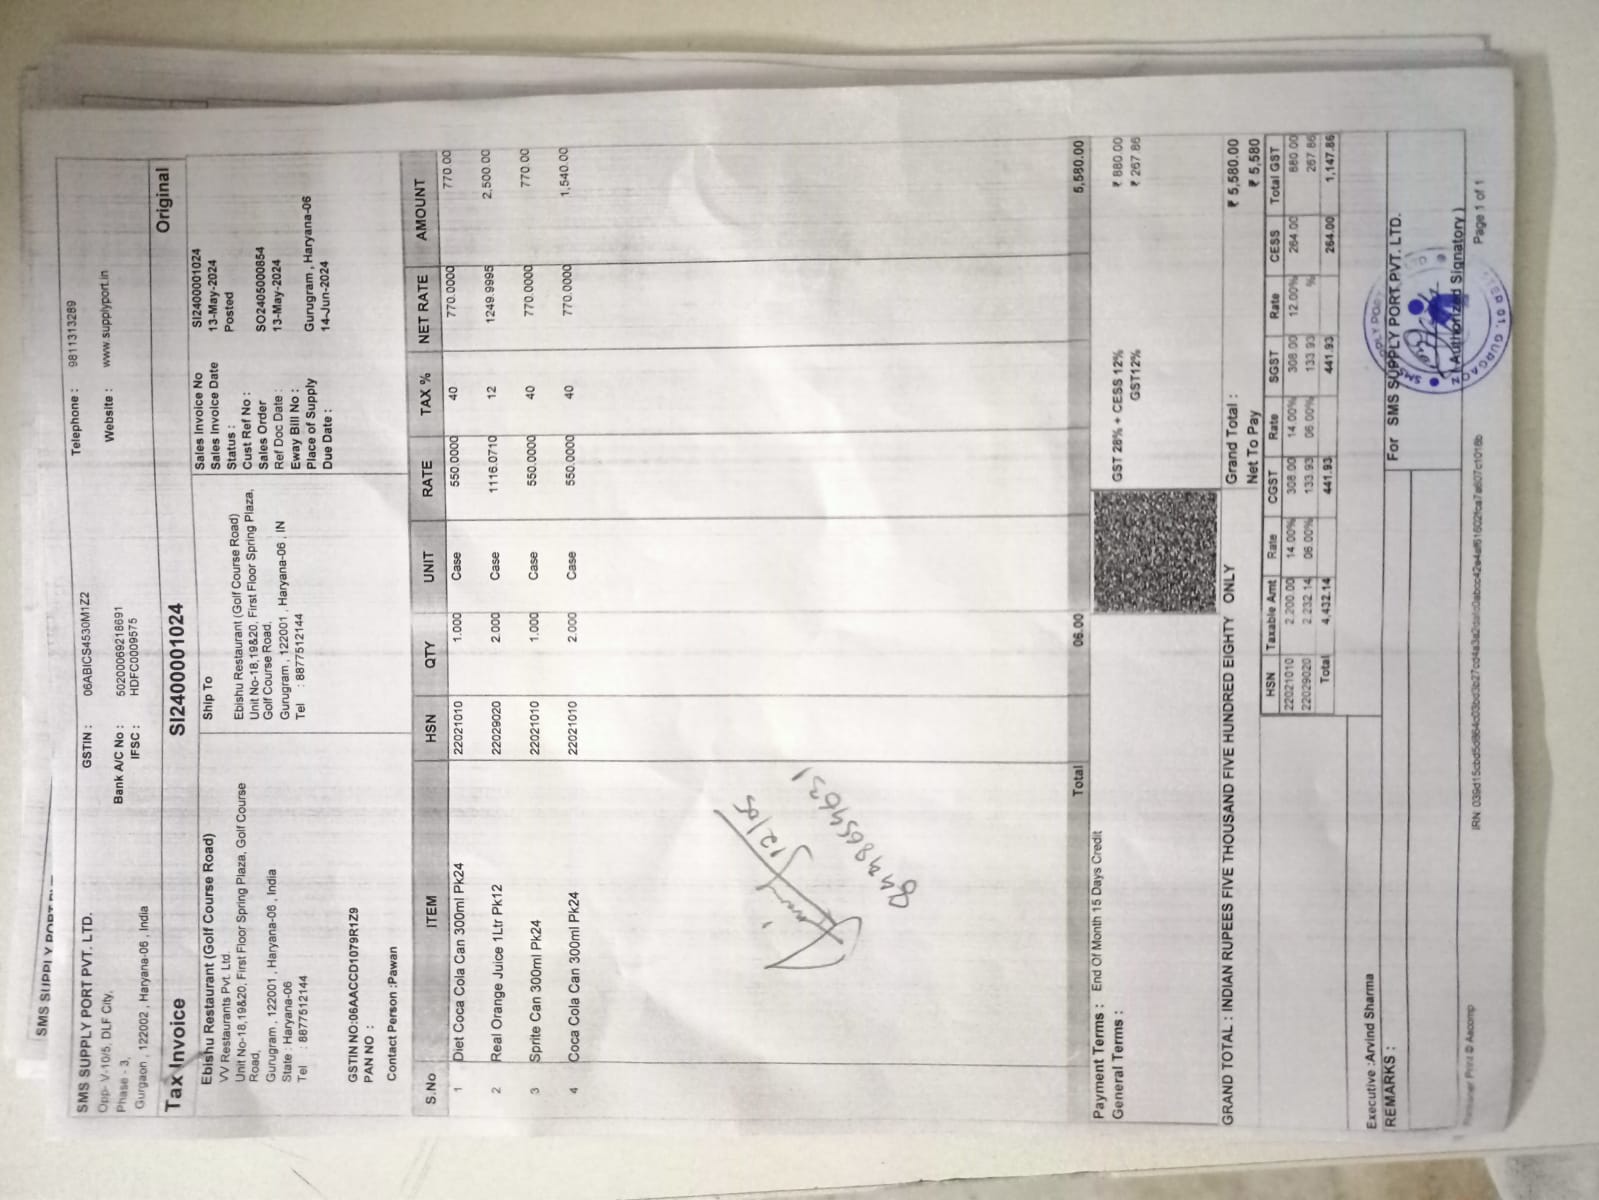 SMS SUPPLY PORT PVT. LTD.
Opp- V-10/5, DLF City,
Phase - 3,
Gurgaon , 122002 , Haryana-06 , India
GSTIN : 06ABICS4530M1Z2
Bank A/C No : 50200069218691
IFSC : HDFC0009575
Telephone : 9811313289
Website : www.supplyport.in
Tax Invoice SI2400001024 Original
Ebishu Restaurant (Golf Course Road)
VV Restaurants Pvt. Ltd.
Unit No-18,19&20, First Floor Spring Plaza, Golf Course
Road,
Gurugram , 122001 , Haryana-06 , India
State : Haryana-06
Tel : 8877512144
GSTIN NO:06AACCD1079R1Z9
PAN NO :
Contact Person :Pawan
Ship To
Ebishu Restaurant (Golf Course Road)
Unit No-18,19&20, First Floor Spring Plaza,
Golf Course Road,
Gurugram , 122001 , Haryana-06 , IN
Tel : 8877512144
Sales Invoice No SI2400001024
Sales Invoice Date 13-May-2024
Status : Posted
Cust Ref No :
Sales Order SO2405000854
Ref Doc Date : 13-May-2024
Eway Bill No :
Place of Supply Gurugram , Haryana-06
Due Date : 14-Jun-2024
S.No ITEM HSN QTY UNIT RATE TAX % NET RATE AMOUNT
1 Diet Coca Cola Can 300ml Pk24 22021010 1.000 Case 550.0000 40 770.0000 770.00
2 Real Orange Juice 1Ltr Pk12 22029020 2.000 Case 1116.0710 12 1249.9995 2,500.00
3 Sprite Can 300ml Pk24 22021010 1.000 Case 550.0000 40 770.0000 770.00
4 Coca Cola Can 300ml Pk24 22021010 2.000 Case 550.0000 40 770.0000 1,540.00
Total 06.00 5,580.00
Payment Terms : End Of Month 15 Days Credit
General Terms :
GST 28% + CESS 12% ₹ 880.00
GST12% ₹ 267.86
GRAND TOTAL : INDIAN RUPEES FIVE THOUSAND FIVE HUNDRED EIGHTY ONLY
Grand Total : ₹ 5,580.00
Net To Pay ₹ 5,580
HSN Taxable Amt Rate CGST Rate SGST Rate CESS Total GST
22021010 2,200.00 14.00% 308.00 14.00% 308.00 12.00% 264.00 880.00
22029020 2,232.14 06.00% 133.93 06.00% 133.93 % 267.86
Total 4,432.14 441.93 441.93 264.00 1,147.86
Executive :Arvind Sharma
REMARKS :
For SMS SUPPLY PORT PVT. LTD.
( Authorized Signatory )
Page 1 of 1